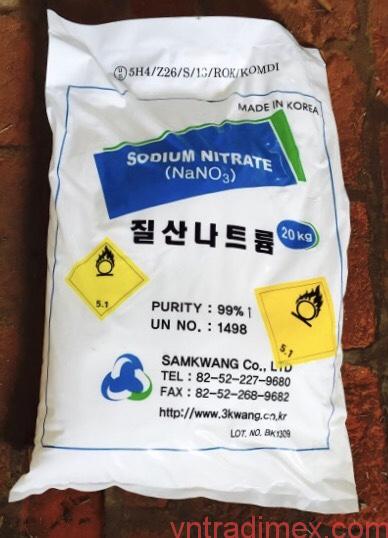 UN 5H4/Z26/S/13/ROK/KOMDI
MADE IN KOREA
SODIUM NITRATE
(NaNO₃)
질산나트륨 20kg
5.1
PURITY : 99%↑
UN NO. : 1498
5.1
SAMKWANG Co., LTD
TEL : 82-52-227-9680
FAX : 82-52-268-9682
http://www.3kwang.co.kr
LOT. NO. BK1309
vntradimex.com